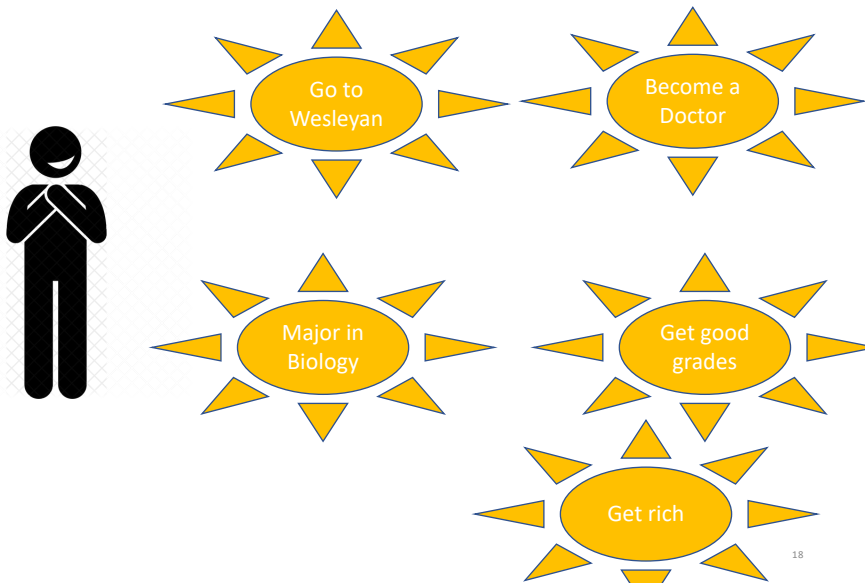 Go to
Wesleyan
Become a
Doctor
Major in
Biology
Get good
grades
Get rich
18